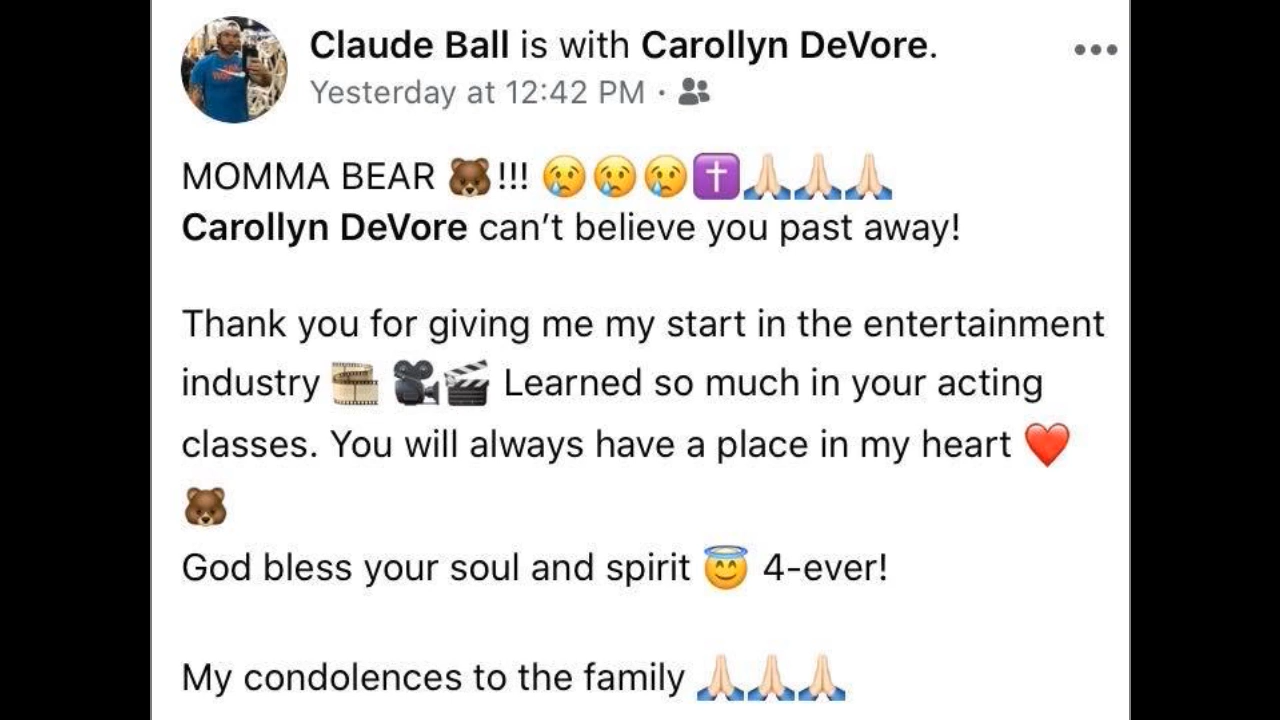 Claude Ball is with Carollyn DeVore.
Yesterday at 12:42 PM ·
MOMMA BEAR 🐻!!! 😢😢😢✝️🙏🏻🙏🏻🙏🏻
Carollyn DeVore can’t believe you past away!
Thank you for giving me my start in the entertainment
industry 🎞️ 🎥🎬 Learned so much in your acting
classes. You will always have a place in my heart ❤️
🐻
God bless your soul and spirit 😇 4-ever!
My condolences to the family 🙏🏻🙏🏻🙏🏻